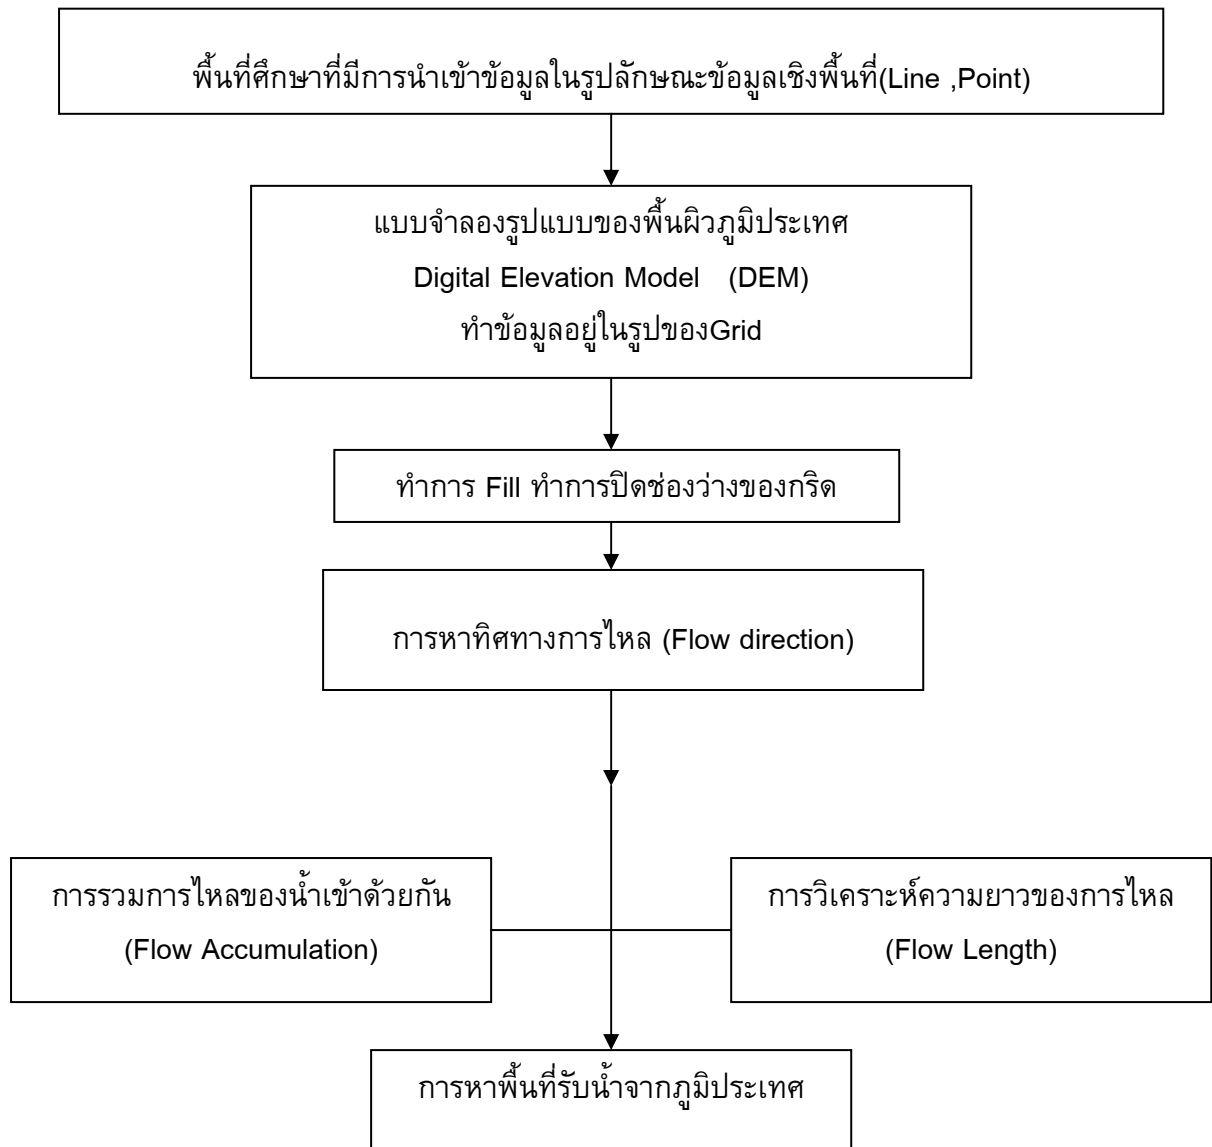 พื้นที่ศึกษาที่มีการนำเข้าข้อมูลในรูปลักษณะข้อมูลเชิงพื้นที่(Line ,Point)
แบบจำลองรูปแบบของพื้นผิวภูมิประเทศ
Digital Elevation Model (DEM)
ทำข้อมูลอยู่ในรูปของGrid
ทำการ Fill ทำการปิดช่องว่างของกริด
การหาทิศทางการไหล (Flow direction)
การรวมการไหลของน้ำเข้าด้วยกัน
(Flow Accumulation)
การวิเคราะห์ความยาวของการไหล
(Flow Length)
การหาพื้นที่รับน้ำจากภูมิประเทศ